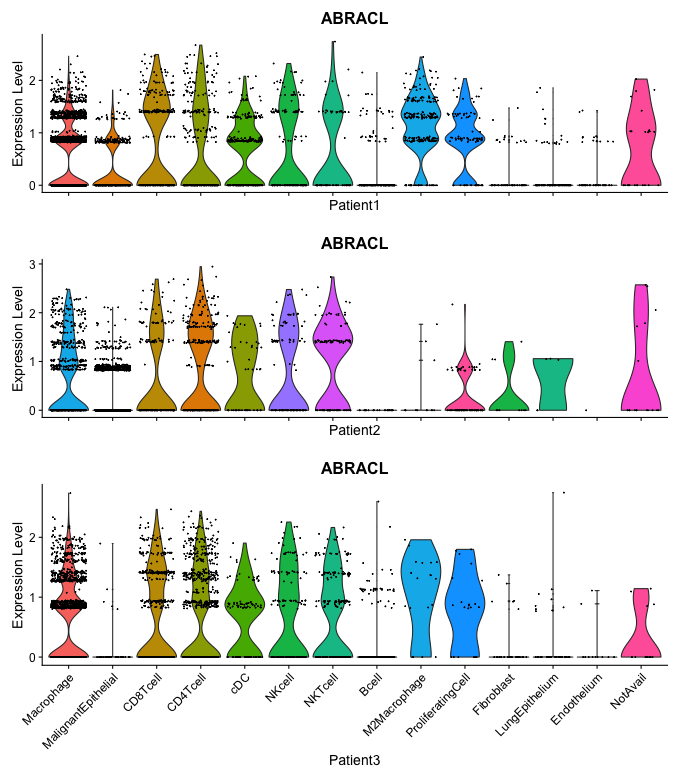 ABRACL
Expression Level
2
1
0
Patient1
ABRACL
Expression Level
3
2
1
0
Patient2
ABRACL
Expression Level
2
1
0
Macrophage
MalignantEpithelial
CD8Tcell
CD4Tcell
cDC
NKcell
NKTcell
Bcell
M2Macrophage
ProliferatingCell
Fibroblast
LungEpithelium
Endothelium
NotAvail
Patient3